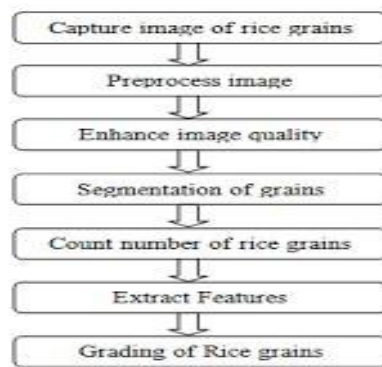 Capture image of rice grains
Preprocess image
Enhance image quality
Segmentation of grains
Count number of rice grains
Extract Features
Grading of Rice grains